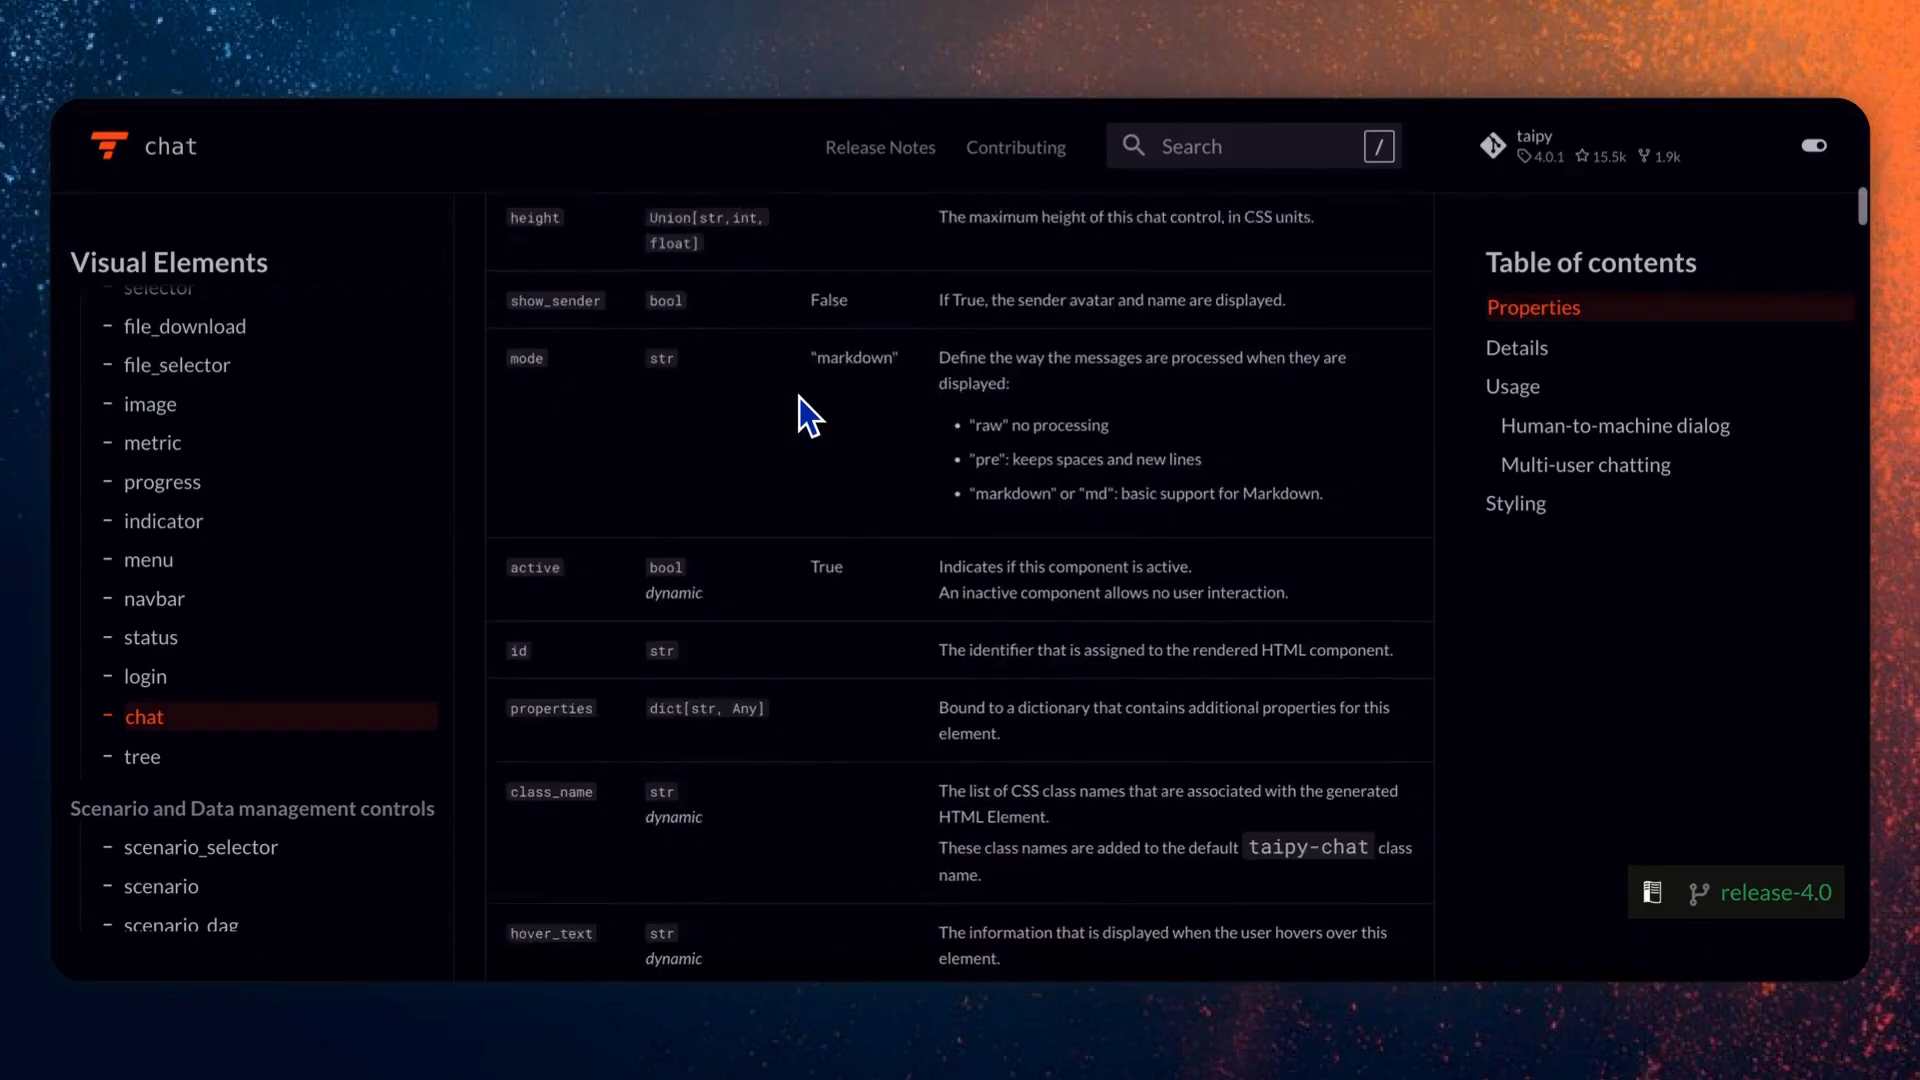 chat
Release Notes
Contributing
Search
/
taipy
4.0.1
15.5k
1.9k
Visual Elements
selector
- file_download
- file_selector
- image
- metric
- progress
- indicator
- menu
- navbar
- status
- login
- chat
- tree
Scenario and Data management controls
- scenario_selector
- scenario
- scenario_dag
height
Union[str,int,
float]
The maximum height of this chat control, in CSS units.
show_sender
bool
False
If True, the sender avatar and name are displayed.
mode
str
"markdown"
Define the way the messages are processed when they are
displayed:
• "raw" no processing
• "pre": keeps spaces and new lines
• "markdown" or "md": basic support for Markdown.
active
bool
dynamic
True
Indicates if this component is active.
An inactive component allows no user interaction.
id
str
The identifier that is assigned to the rendered HTML component.
properties
dict[str, Any]
Bound to a dictionary that contains additional properties for this
element.
class_name
str
dynamic
The list of CSS class names that are associated with the generated
HTML Element.
These class names are added to the default taipy-chat class
name.
hover_text
str
dynamic
The information that is displayed when the user hovers over this
element.
Table of contents
Properties
Details
Usage
Human-to-machine dialog
Multi-user chatting
Styling
release-4.0